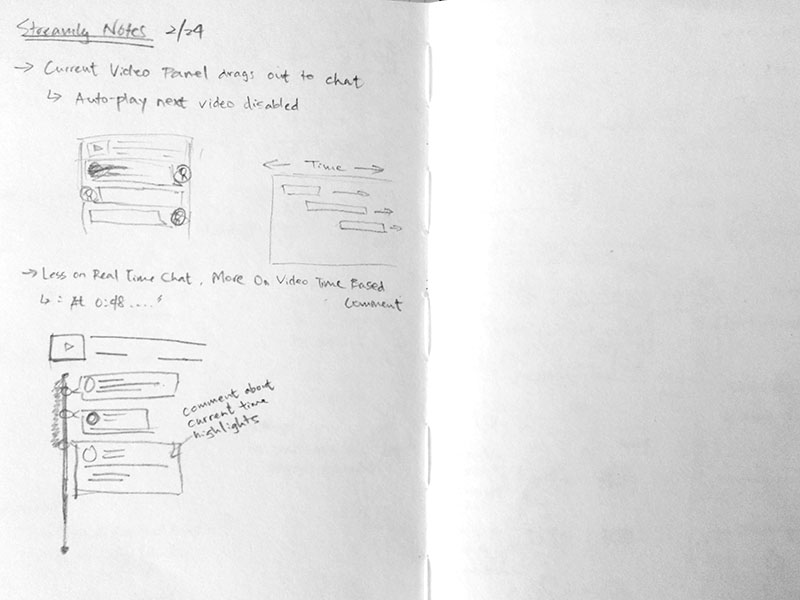 Streamly Notes 2/24
→ Current Video Panel drags out to chat
↳ Auto-play next video disabled
← Time →
→ Less on Real Time Chat, More On Video Time Based
Comment
↳ : At 0:48 ....."
comment about
current time
highlights